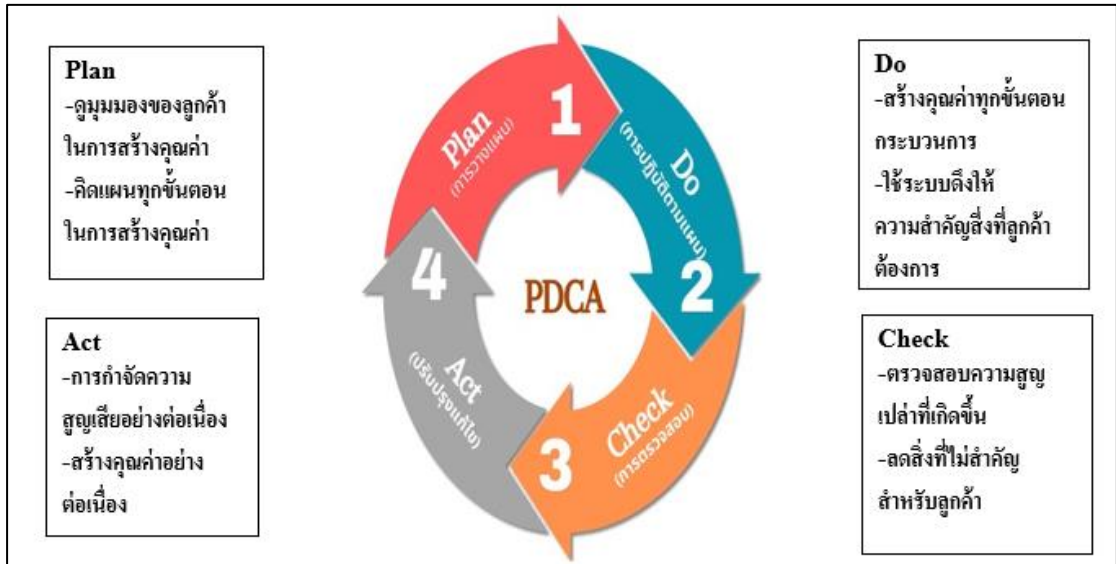 Plan
-ดูมุมมองของลูกค้า
ในการสร้างคุณค่า
-คิดแผนทุกขั้นตอน
ในการสร้างคุณค่า
1
Plan
(การวางแผน)
Do
(การปฏิบัติตามแผน)
2
Do
-สร้างคุณค่าทุกขั้นตอน
กระบวนการ
-ใช้ระบบดึงให้
ความสำคัญสิ่งที่ลูกค้า
ต้องการ
PDCA
Check
(การตรวจสอบ)
3
Check
-ตรวจสอบความสูญ
เปล่าที่เกิดขึ้น
-ลดสิ่งที่ไม่สำคัญ
สำหรับลูกค้า
4
Act
(ปรับปรุงแก้ไข)
Act
-การกำจัดความ
สูญเสียอย่างต่อเนื่อง
-สร้างคุณค่าอย่าง
ต่อเนื่อง